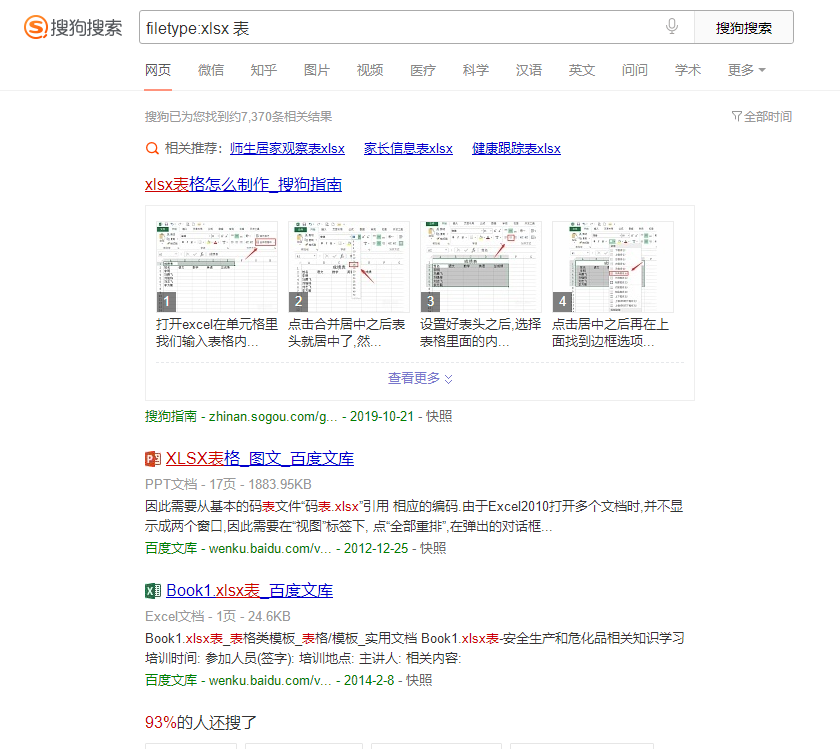 搜狗搜索
filetype:xlsx 表
搜狗搜索
网页 微信 知乎 图片 视频 医疗 科学 汉语 英文 问问 学术 更多
搜狗已为您找到约7,370条相关结果
全部时间
相关推荐: 师生居家观察表xlsx 家长信息表xlsx 健康跟踪表xlsx
xlsx表格怎么制作_搜狗指南
1 2 3 4
打开excel在单元格里 点击合并居中之后表 设置好表头之后,选择 点击居中之后再在上
我们输入表格内... 头就居中了,然... 表格里面的内... 面找到边框选项...
查看更多
搜狗指南 - zhinan.sogou.com/g... - 2019-10-21 - 快照
XLSX表格_图文_百度文库
PPT文档 - 17页 - 1883.95KB
因此需要从基本的码表文件“码表.xlsx”引用 相应的编码.由于Excel2010打开多个文档时,并不显
示成两个窗口,因此需要在“视图”标签下, 点“全部重排”,在弹出的对话框...
百度文库 - wenku.baidu.com/v... - 2012-12-25 - 快照
Book1.xlsx表_百度文库
Excel文档 - 1页 - 24.6KB
Book1.xlsx表_表格类模板_表格/模板_实用文档 Book1.xlsx表-安全生产和危化品相关知识学习
培训时间: 参加人员(签字): 培训地点: 主讲人: 相关内容:
百度文库 - wenku.baidu.com/v... - 2014-2-8 - 快照
93%的人还搜了